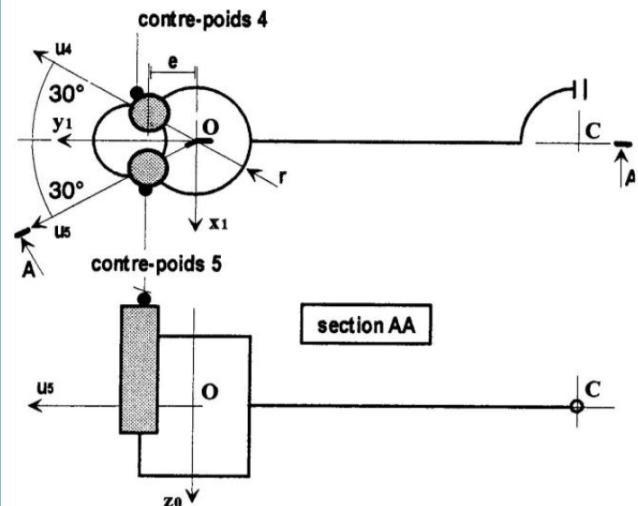 contre-poids 4
u4
e
30°
y1
O
C
r
A
30°
x1
u5
A
contre-poids 5
section AA
u5
O
C
z0